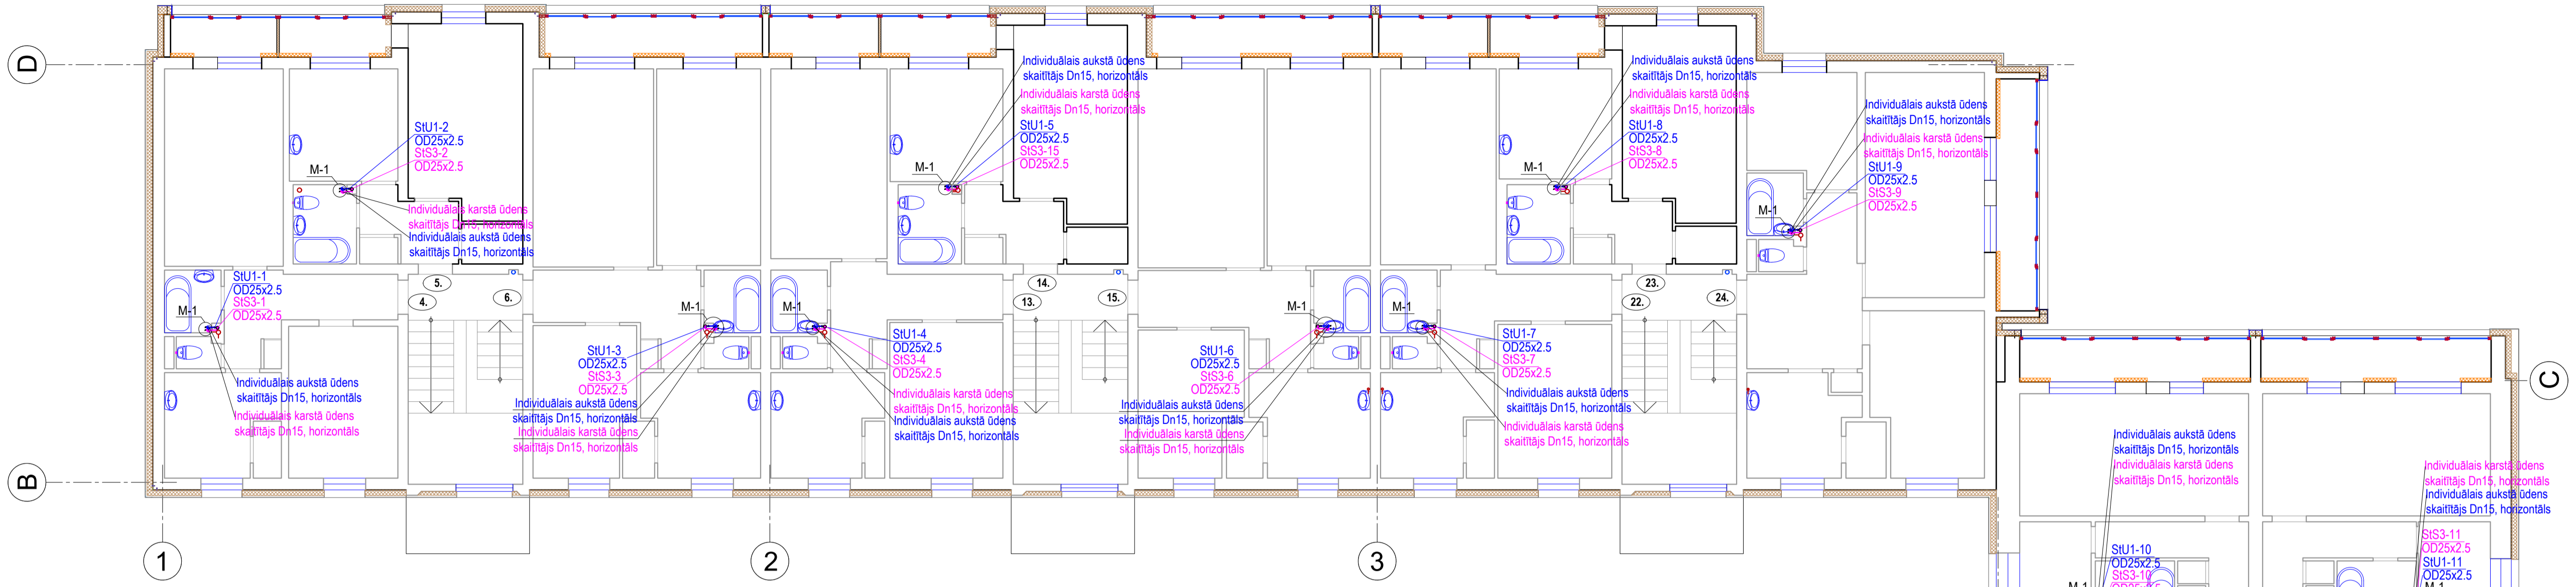 D
Individuālais aukstā ūdens
skaitītājs Dn15, horizontāls
Individuālais karstā ūdens
skaitītājs Dn15, horizontāls
Individuālais aukstā ūdens
skaitītājs Dn15, horizontāls
Individuālais karstā ūdens
skaitītājs Dn15, horizontāls
Individuālais aukstā ūdens
skaitītājs Dn15, horizontāls
Individuālais karstā ūdens
skaitītājs Dn15, horizontāls
StU1-2
OD25x2.5
StS3-2
OD25x2.5
M-1
StU1-5
OD25x2.5
StS3-15
OD25x2.5
M-1
StU1-8
OD25x2.5
StS3-8
OD25x2.5
M-1
StU1-9
OD25x2.5
StS3-9
OD25x2.5
M-1
Individuālais karstā ūdens
skaitītājs Dn15, horizontāls
Individuālais aukstā ūdens
skaitītājs Dn15, horizontāls
StU1-1
OD25x2.5
StS3-1
OD25x2.5
M-1
5.
4.
6.
M-1
M-1
14.
13.
15.
M-1
M-1
23.
22.
24.
StU1-3
OD25x2.5
StS3-3
OD25x2.5
StU1-4
OD25x2.5
StS3-4
OD25x2.5
StU1-6
OD25x2.5
StS3-6
OD25x2.5
StU1-7
OD25x2.5
StS3-7
OD25x2.5
C
Individuālais aukstā ūdens
skaitītājs Dn15, horizontāls
Individuālais karstā ūdens
skaitītājs Dn15, horizontāls
Individuālais aukstā ūdens
skaitītājs Dn15, horizontāls
Individuālais karstā ūdens
skaitītājs Dn15, horizontāls
Individuālais karstā ūdens
skaitītājs Dn15, horizontāls
Individuālais aukstā ūdens
skaitītājs Dn15, horizontāls
Individuālais aukstā ūdens
skaitītājs Dn15, horizontāls
Individuālais karstā ūdens
skaitītājs Dn15, horizontāls
Individuālais aukstā ūdens
skaitītājs Dn15, horizontāls
Individuālais karstā ūdens
skaitītājs Dn15, horizontāls
Individuālais aukstā ūdens
skaitītājs Dn15, horizontāls
Individuālais karstā ūdens
skaitītājs Dn15, horizontāls
Individuālais karstā ūdens
skaitītājs Dn15, horizontāls
Individuālais aukstā ūdens
skaitītājs Dn15, horizontāls
B
1
2
3
StU1-10
OD25x2.5
StS3-10
OD25x2.5
M-1
StS3-11
OD25x2.5
StU1-11
OD25x2.5
M-1